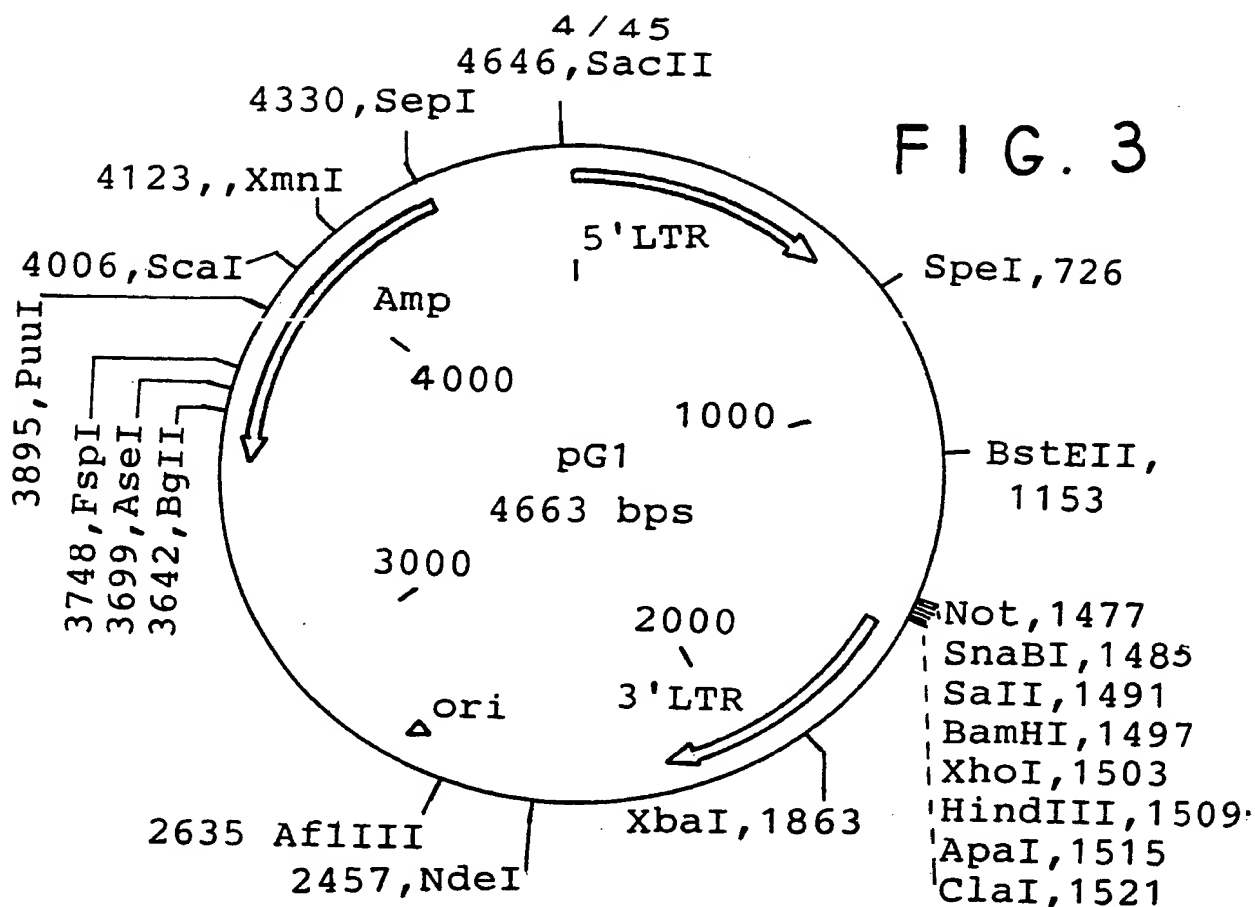 4/45
4646,SacII
4330,SepI
FIG. 3
4123,,XmnI
5'LTR
4006,ScaI
SpeI,726
Amp
4000
1000
3895,PuuI
3748,FspI
3699,AseI
3642,BgII
pG1
4663 bps
BstEII,
1153
3000
2000
Not,1477
SnaBI,1485
SaII,1491
BamHI,1497
XhoI,1503
HindIII,1509
ApaI,1515
ClaI,1521
3'LTR
ori
XbaI,1863
2635 AflIII
2457,NdeI